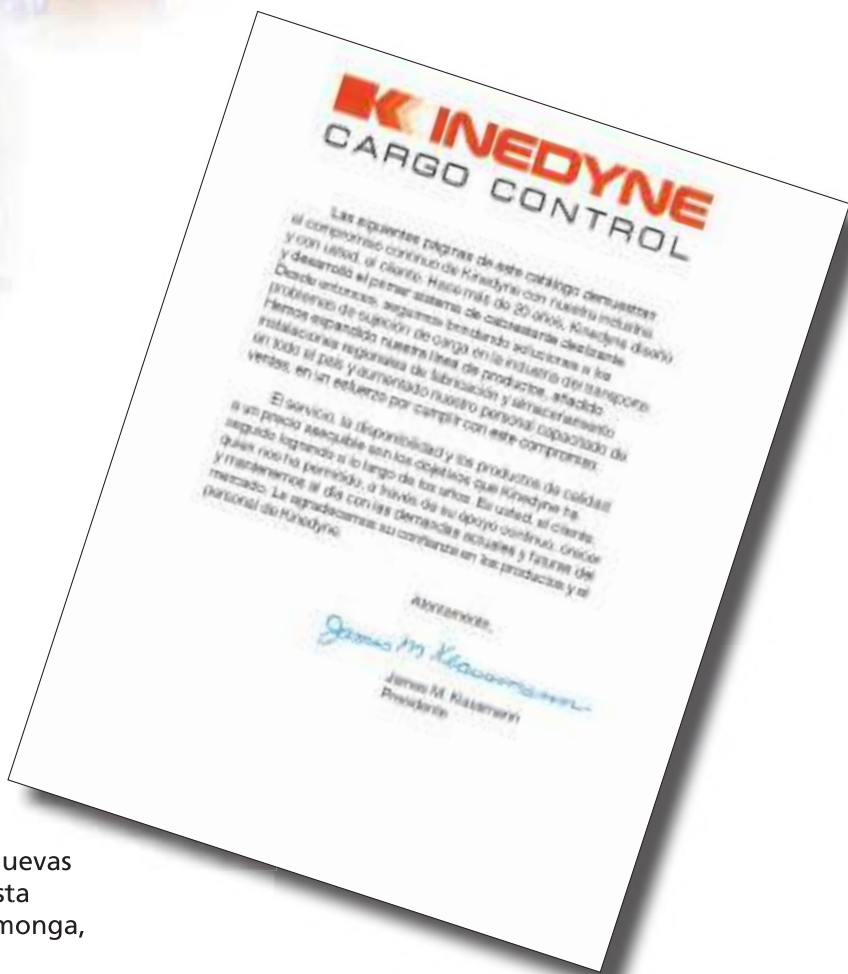 KINEDYNE
CARGO CONTROL
Las siguientes páginas de este catálogo demuestran
el compromiso continuo de Kinedyne con nuestra industria
y con usted, el cliente. Hace más de 20 años, Kinedyne diseñó
y desarrolló el primer sistema de cabrestante deslizante.
Desde entonces, seguimos brindando soluciones a los
problemas de sujeción de carga en la industria del transporte.
Hemos expandido nuestra línea de productos, añadido
instalaciones regionales de fabricación y almacenamiento
en todo el país y aumentado nuestro personal capacitado de
ventas, en un esfuerzo por cumplir con este compromiso.
El servicio, la disponibilidad y los productos de calidad
a un precio asequible son los objetivos que Kinedyne ha
seguido logrando a lo largo de los años. Es usted, el cliente,
quien nos ha permitido, a través de su apoyo continuo, crecer
y mantenernos al día con las demandas actuales y futuras del
mercado. Le agradecemos su confianza en los productos y el
personal de Kinedyne.
Atentamente,
James M Klausmann
James M. Klausmann
Presidente
uevas
sta
monga,